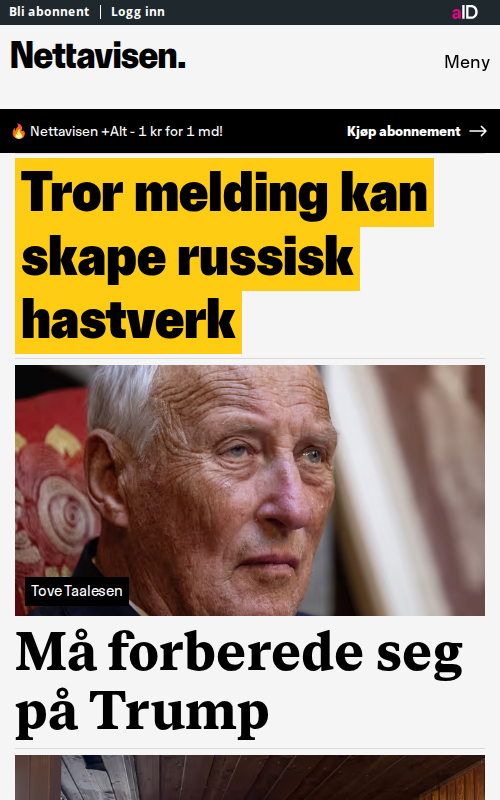 Bli abonnent | Logg inn
aID
Nettavisen.
Meny
🔥 Nettavisen +Alt - 1 kr for 1 md!
Kjøp abonnement →
Tror melding kan
skape russisk
hastverk
Tove Taalesen
Må forberede seg
på Trump